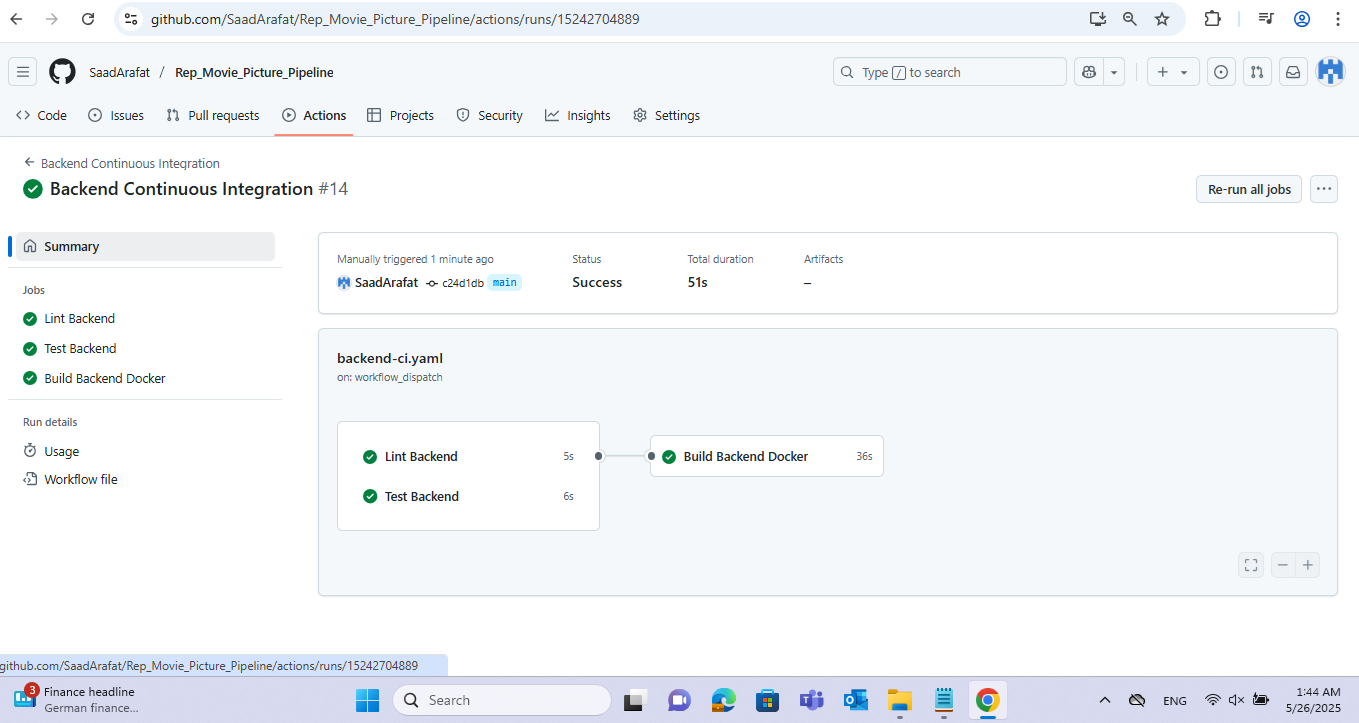 github.com/SaadArafat/Rep_Movie_Picture_Pipeline/actions/runs/15242704889
SaadArafat / Rep_Movie_Picture_Pipeline
Type / to search
Code Issues Pull requests Actions Projects Security Insights Settings
Backend Continuous Integration
Backend Continuous Integration #14
Re-run all jobs
Summary
Jobs
Lint Backend
Test Backend
Build Backend Docker
Run details
Usage
Workflow file
Manually triggered 1 minute ago
SaadArafat c24d1db main
Status
Success
Total duration
51s
Artifacts
–
backend-ci.yaml
on: workflow_dispatch
Lint Backend 5s
Test Backend 6s
Build Backend Docker 36s
github.com/SaadArafat/Rep_Movie_Picture_Pipeline/actions/runs/15242704889
3
Finance headline
German finance...
Search
ENG
1:44 AM
5/26/2025